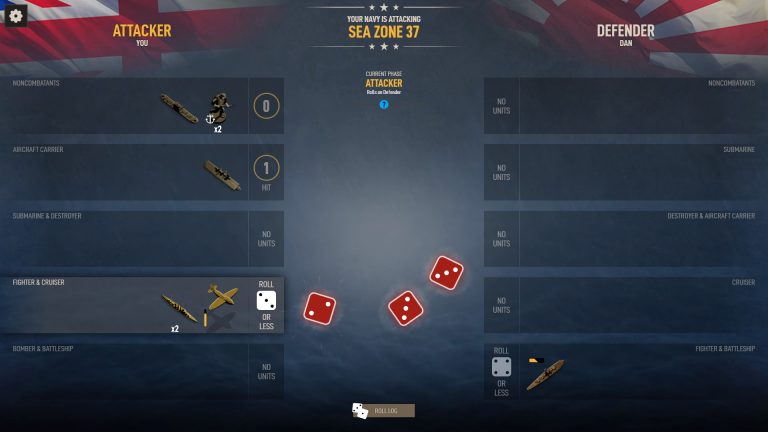 YOUR NAVY IS ATTACKING
SEA ZONE 37
ATTACKER
YOU
DEFENDER
DAN
CURRENT PHASE
ATTACKER
Rolls on Defender
?
NONCOMBATANTS
x2
0
AIRCRAFT CARRIER
1
HIT
SUBMARINE & DESTROYER
NO
UNITS
FIGHTER & CRUISER
x2
ROLL
OR
LESS
BOMBER & BATTLESHIP
NO
UNITS
NONCOMBATANTS
NO
UNITS
SUBMARINE
NO
UNITS
DESTROYER & AIRCRAFT CARRIER
NO
UNITS
CRUISER
NO
UNITS
FIGHTER & BATTLESHIP
ROLL
OR
LESS
ROLL LOG